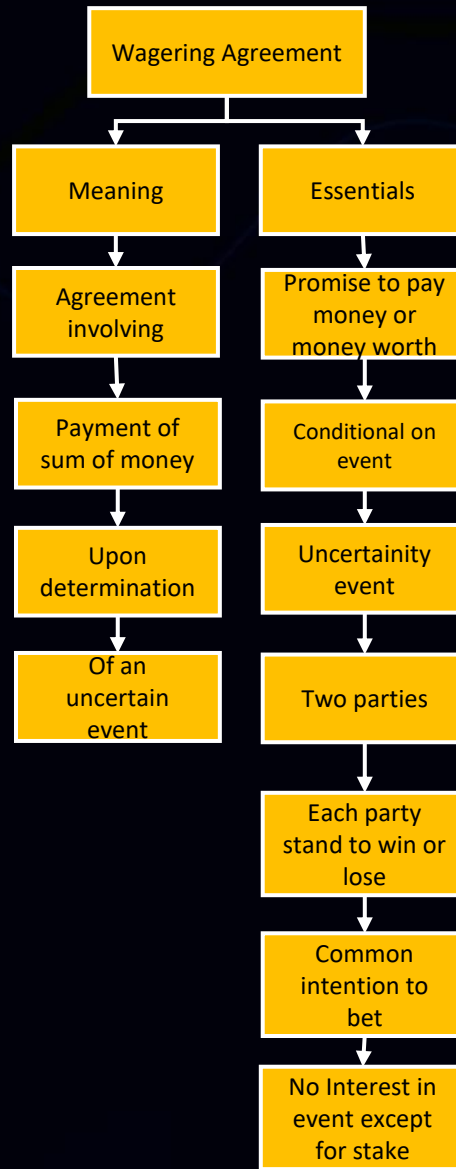 Wagering Agreement
Meaning
Agreement
involving
Payment of
sum of money
Upon
determination
Of an
uncertain
event
Essentials
Promise to pay
money or
money worth
Conditional on
event
Uncertainity
event
Two parties
Each party
stand to win or
lose
Common
intention to
bet
No Interest in
event except
for stake